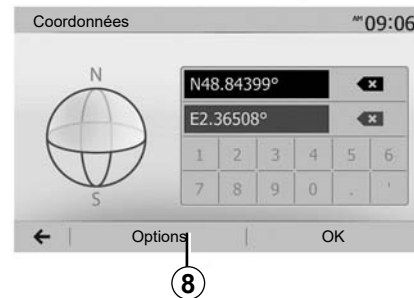 Coordonnées AM 09:06
N
S
N48.84399°
E2.36508°
1 2 3 4 5 6
7 8 9 0 . '
← Options OK
8